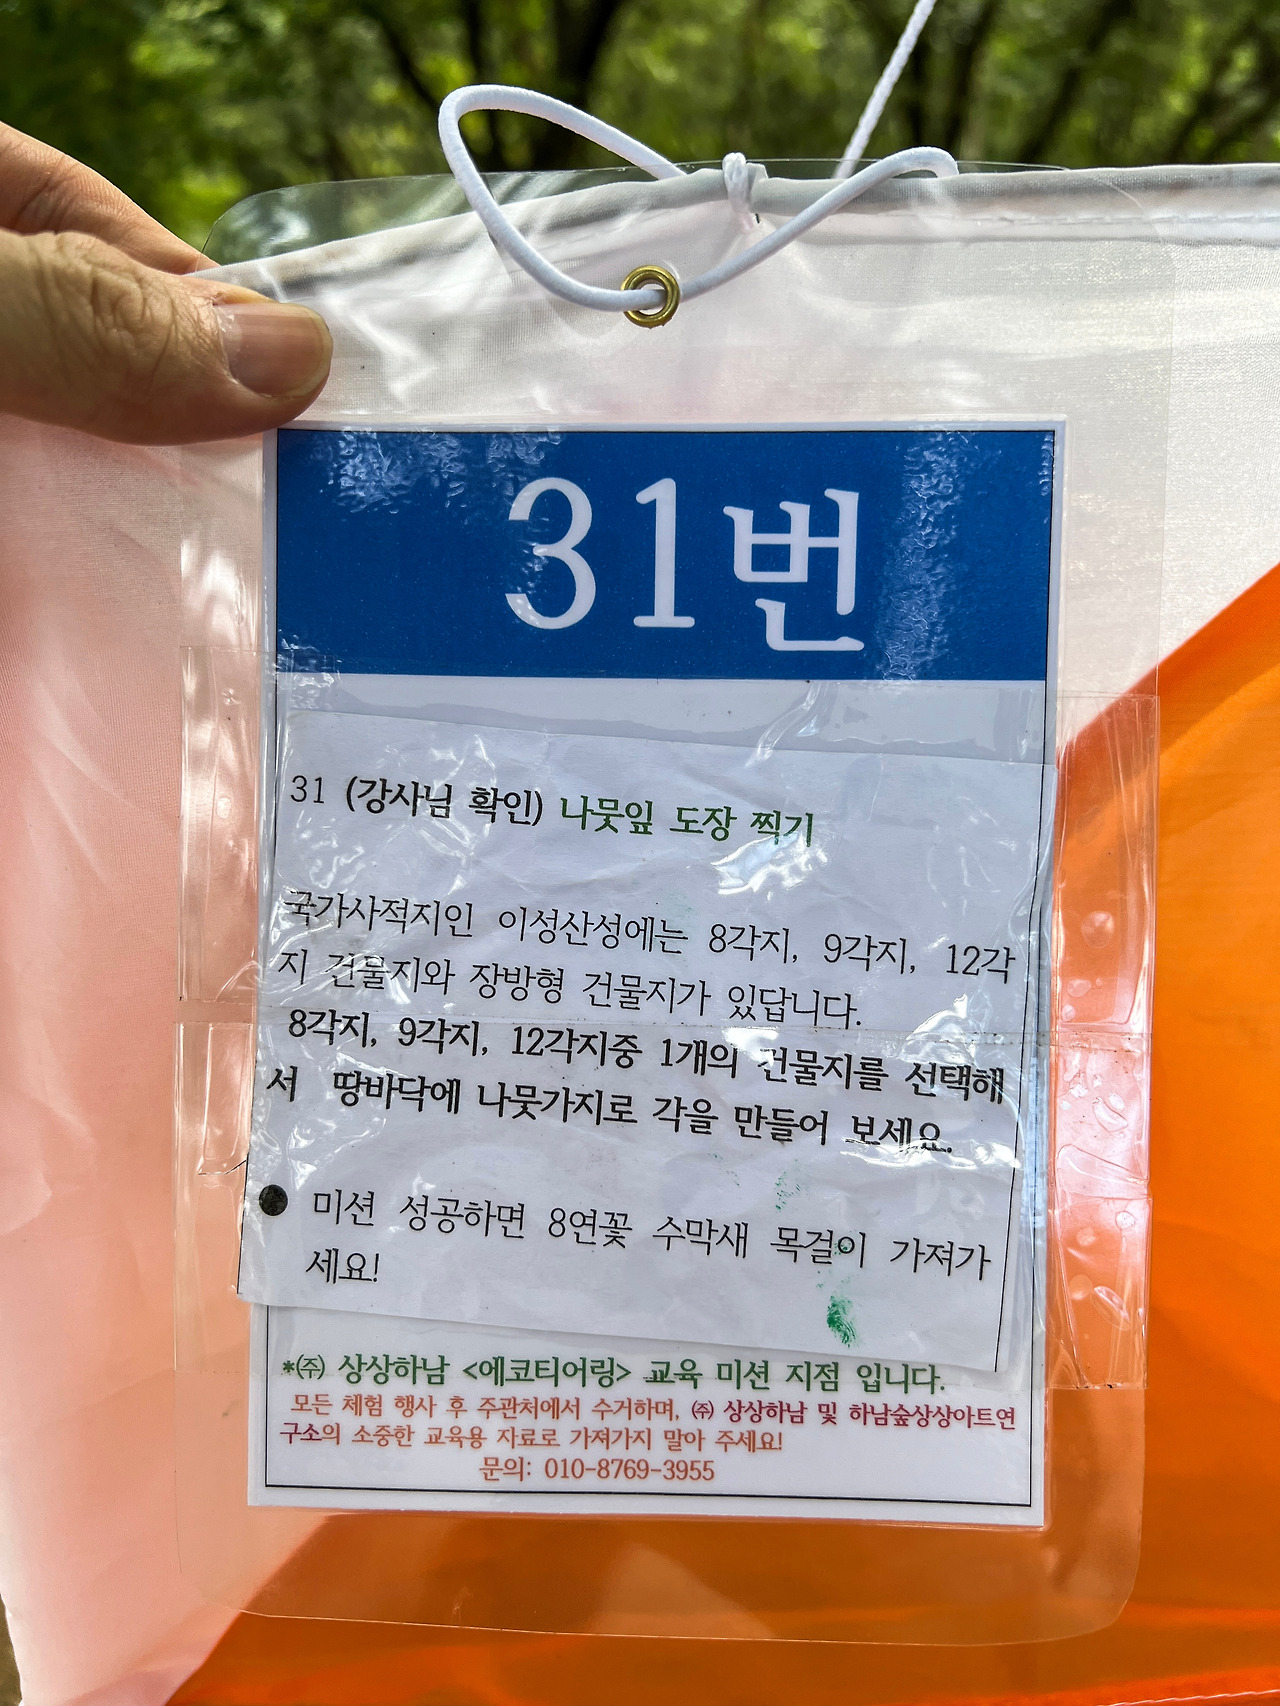 31번
31 (강사님 확인) 나뭇잎 도장 찍기
국가사적지인 이성산성에는 8각지, 9각지, 12각
지 건물지와 장방형 건물지가 있답니다.
8각지, 9각지, 12각지중 1개의 건물지를 선택해
서 땅바닥에 나뭇가지로 각을 만들어 보세요.
● 미션 성공하면 8연꽃 수막새 목걸이 가져가
세요!
*㈜ 상상하남 <에코티어링> 교육 미션 지점 입니다.
모든 체험 행사 후 주관처에서 수거하며, ㈜ 상상하남 및 하남숲상상아트연
구소의 소중한 교육용 자료로 가져가지 말아 주세요!
문의: 010-8769-3955